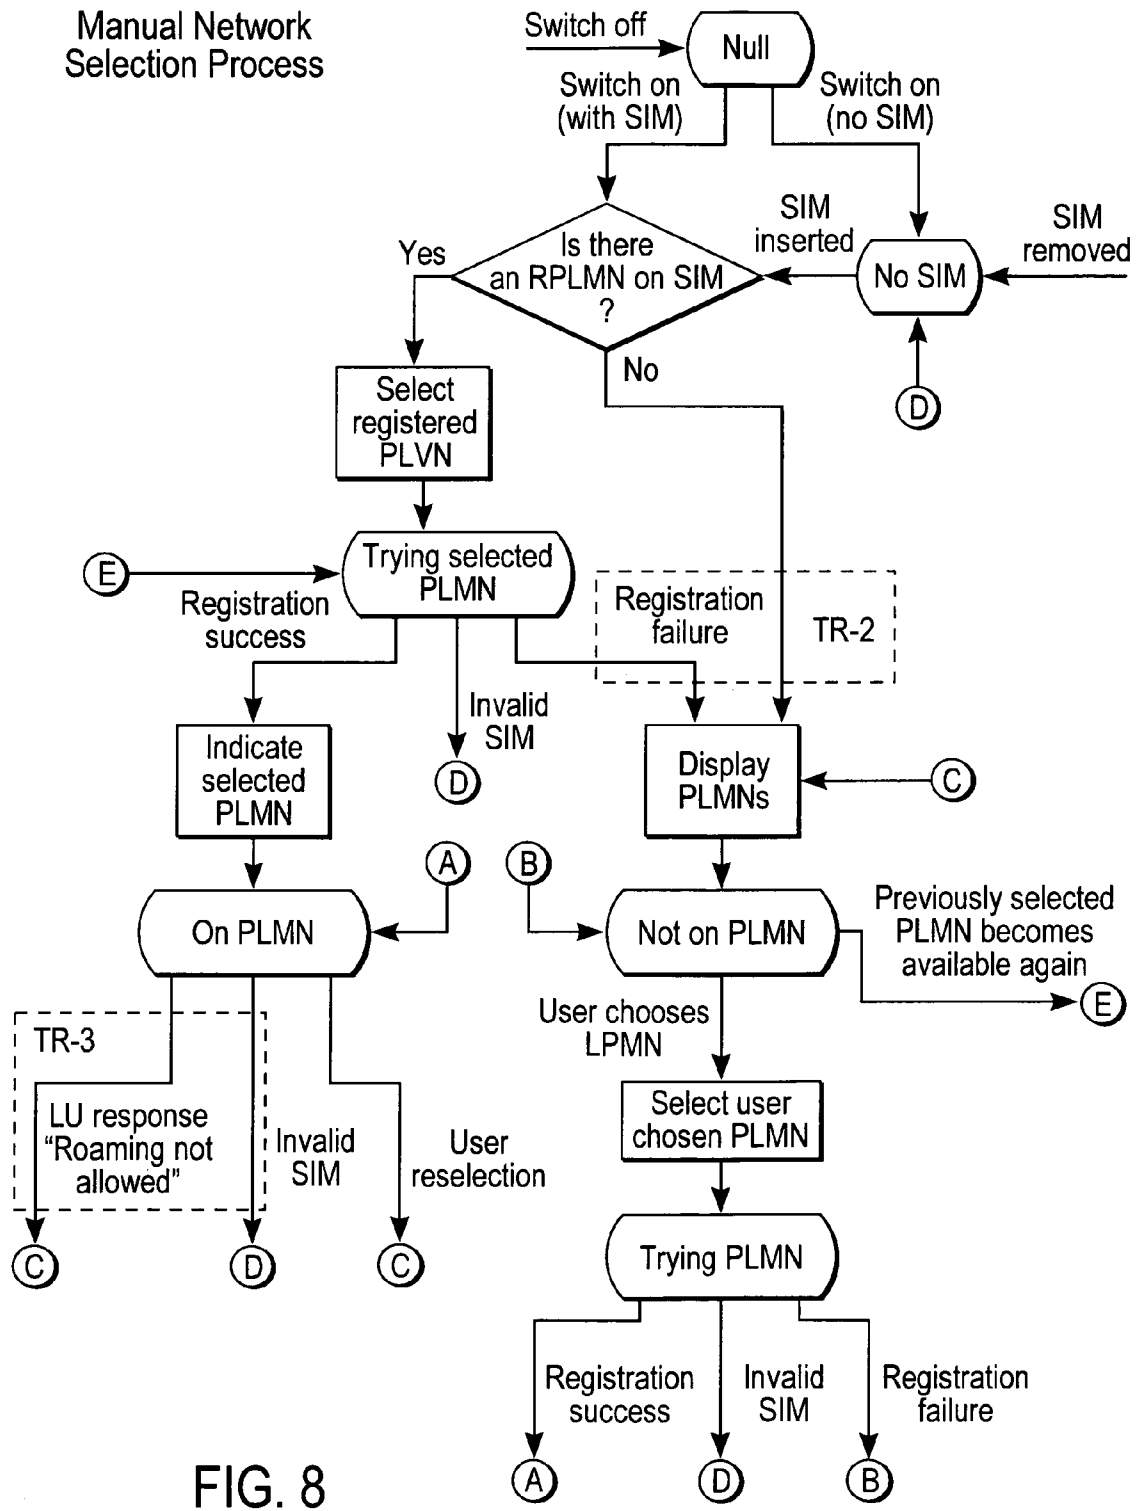 Manual Network
Selection Process
Switch off
Null
Switch on
(with SIM)
Switch on
(no SIM)
Is there
an RPLMN on SIM
?
SIM
inserted
No SIM
SIM
removed
Yes
No
D
Select
registered
PLVN
E
Trying selected
PLMN
Registration
success
Registration
failure
TR-2
Invalid
SIM
D
Indicate
selected
PLMN
Display
PLMNs
C
A
B
On PLMN
Not on PLMN
Previously selected
PLMN becomes
available again
E
User chooses
LPMN
TR-3
LU response
“Roaming not
allowed”
Invalid
SIM
User
reselection
Select user
chosen PLMN
C
D
C
Trying PLMN
Registration
success
Invalid
SIM
Registration
failure
A
D
B
FIG. 8